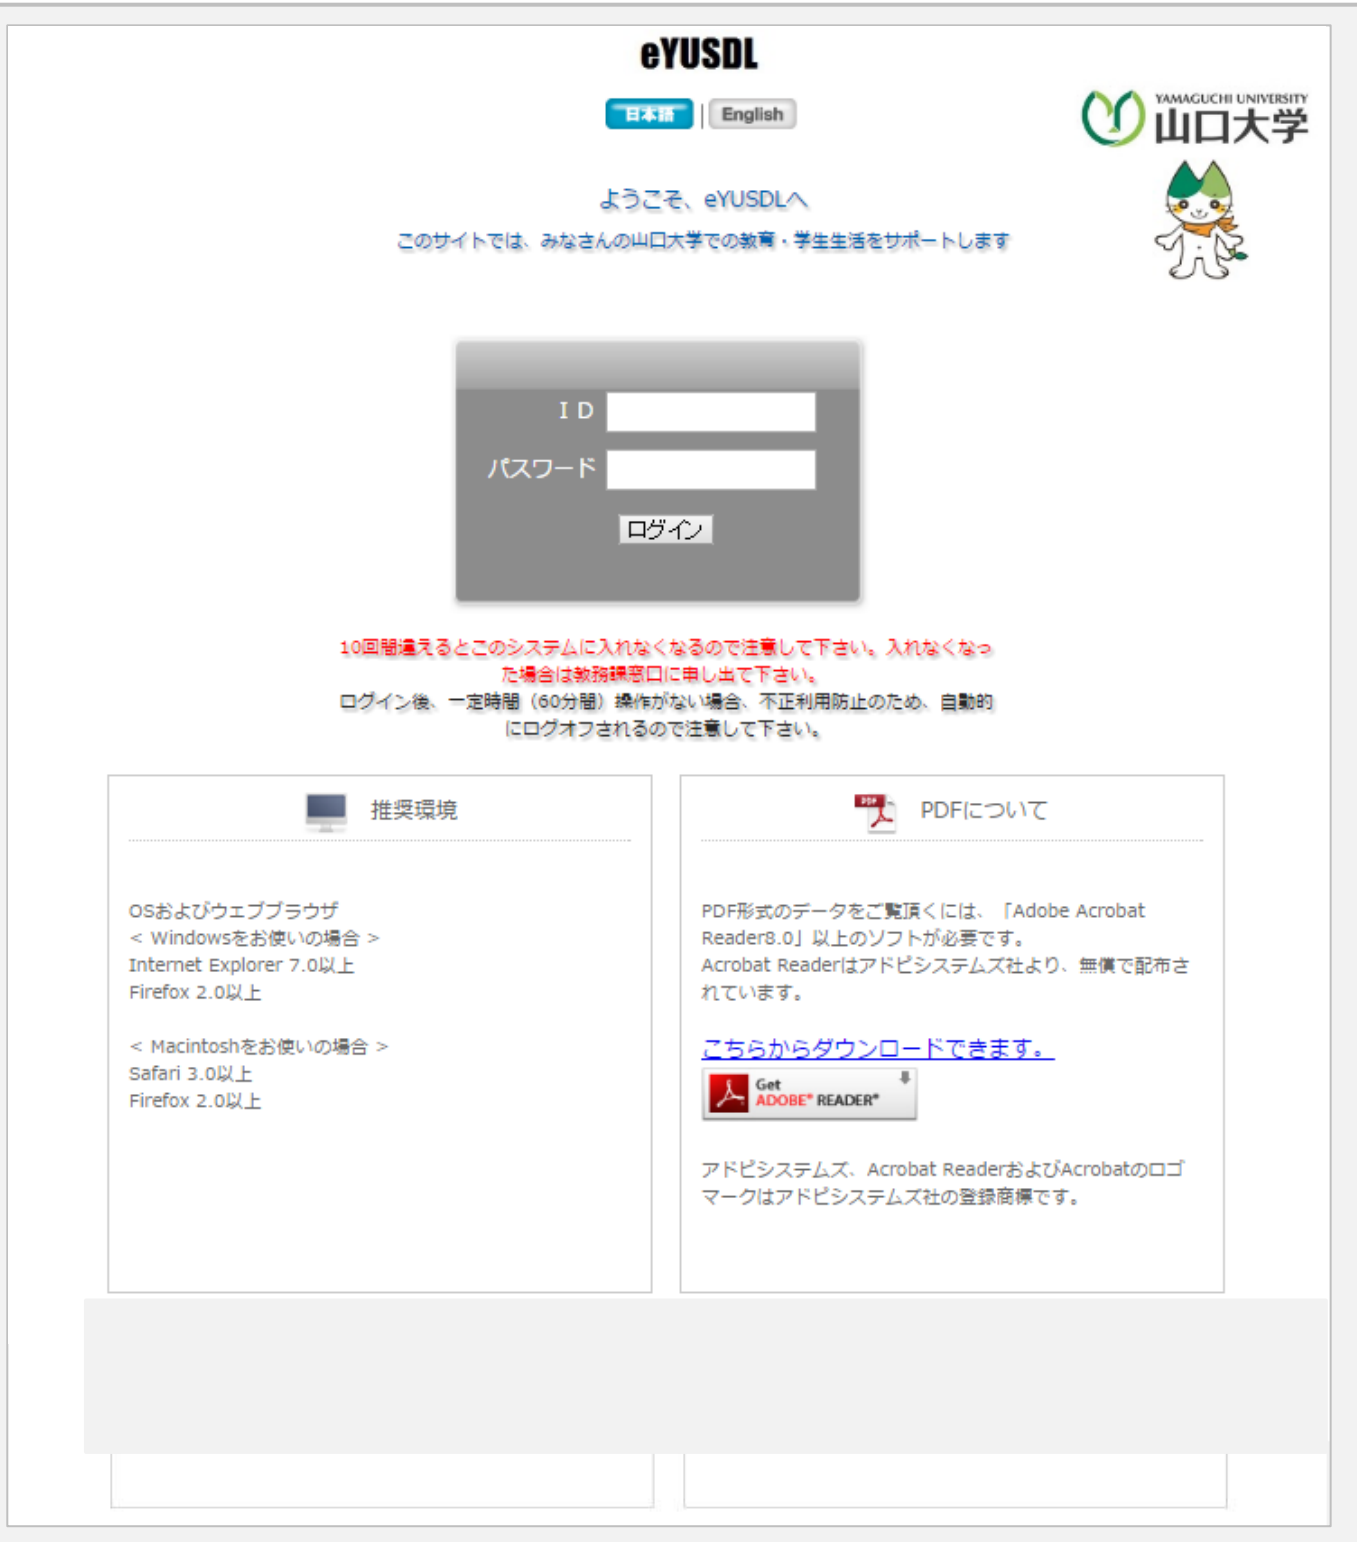 eYUSDL
日本語 | English
YAMAGUCHI UNIVERSITY
山口大学
ようこそ、eYUSDLへ
このサイトでは、みなさんの山口大学での教育・学生生活をサポートします
ＩＤ
パスワード
ログイン
10回間違えるとこのシステムに入れなくなるので注意して下さい。入れなくなっ
た場合は教務課窓口に申し出て下さい。
ログイン後、一定時間（60分間）操作がない場合、不正利用防止のため、自動的
にログオフされるので注意して下さい。
推奨環境
OSおよびウェブブラウザ
< Windowsをお使いの場合 >
Internet Explorer 7.0以上
Firefox 2.0以上
< Macintoshをお使いの場合 >
Safari 3.0以上
Firefox 2.0以上
PDF
PDFについて
PDF形式のデータをご覧頂くには、「Adobe Acrobat
Reader8.0」以上のソフトが必要です。
Acrobat Readerはアドビシステムズ社より、無償で配布さ
れています。
こちらからダウンロードできます。
Get
ADOBE® READER®
アドビシステムズ、Acrobat ReaderおよびAcrobatのロゴ
マークはアドビシステムズ社の登録商標です。